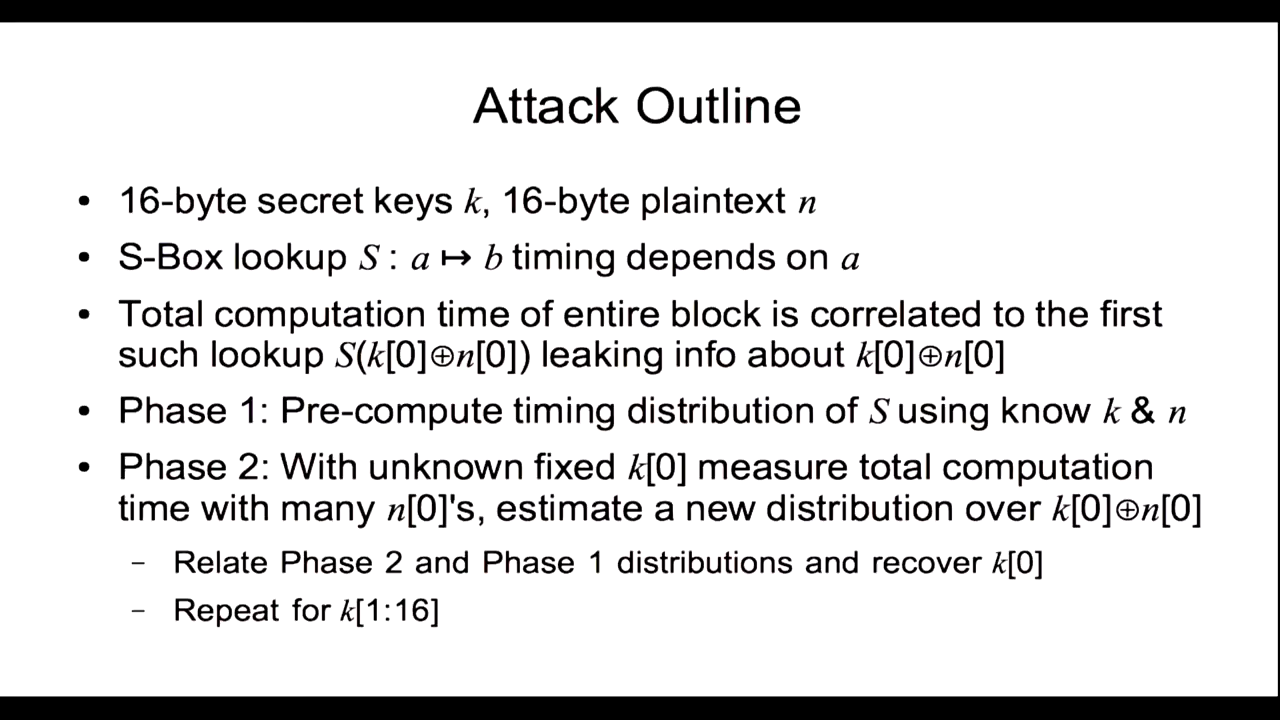 Attack Outline
• 16-byte secret keys k, 16-byte plaintext n
• S-Box lookup S : a ↦ b timing depends on a
• Total computation time of entire block is correlated to the first
such lookup S(k[0]⊕n[0]) leaking info about k[0]⊕n[0]
• Phase 1: Pre-compute timing distribution of S using know k & n
• Phase 2: With unknown fixed k[0] measure total computation
time with many n[0]'s, estimate a new distribution over k[0]⊕n[0]
– Relate Phase 2 and Phase 1 distributions and recover k[0]
– Repeat for k[1:16]